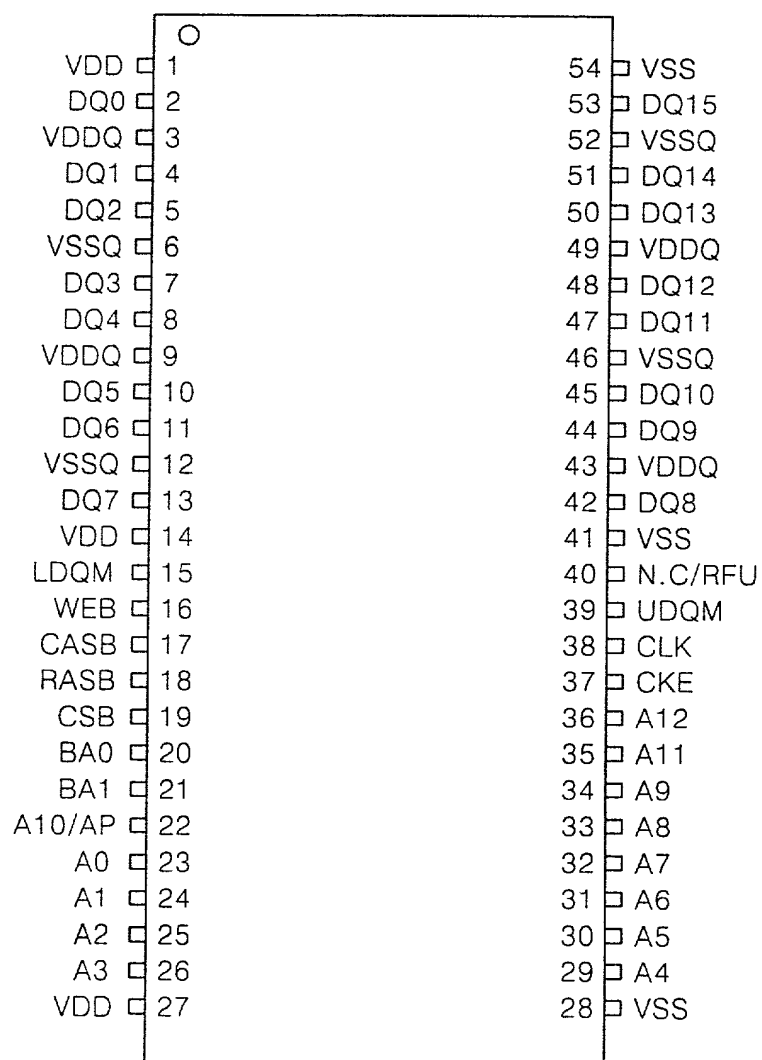 VDD 1 54 VSS
DQ0 2 53 DQ15
VDDQ 3 52 VSSQ
DQ1 4 51 DQ14
DQ2 5 50 DQ13
VSSQ 6 49 VDDQ
DQ3 7 48 DQ12
DQ4 8 47 DQ11
VDDQ 9 46 VSSQ
DQ5 10 45 DQ10
DQ6 11 44 DQ9
VSSQ 12 43 VDDQ
DQ7 13 42 DQ8
VDD 14 41 VSS
LDQM 15 40 N.C/RFU
WEB 16 39 UDQM
CASB 17 38 CLK
RASB 18 37 CKE
CSB 19 36 A12
BA0 20 35 A11
BA1 21 34 A9
A10/AP 22 33 A8
A0 23 32 A7
A1 24 31 A6
A2 25 30 A5
A3 26 29 A4
VDD 27 28 VSS